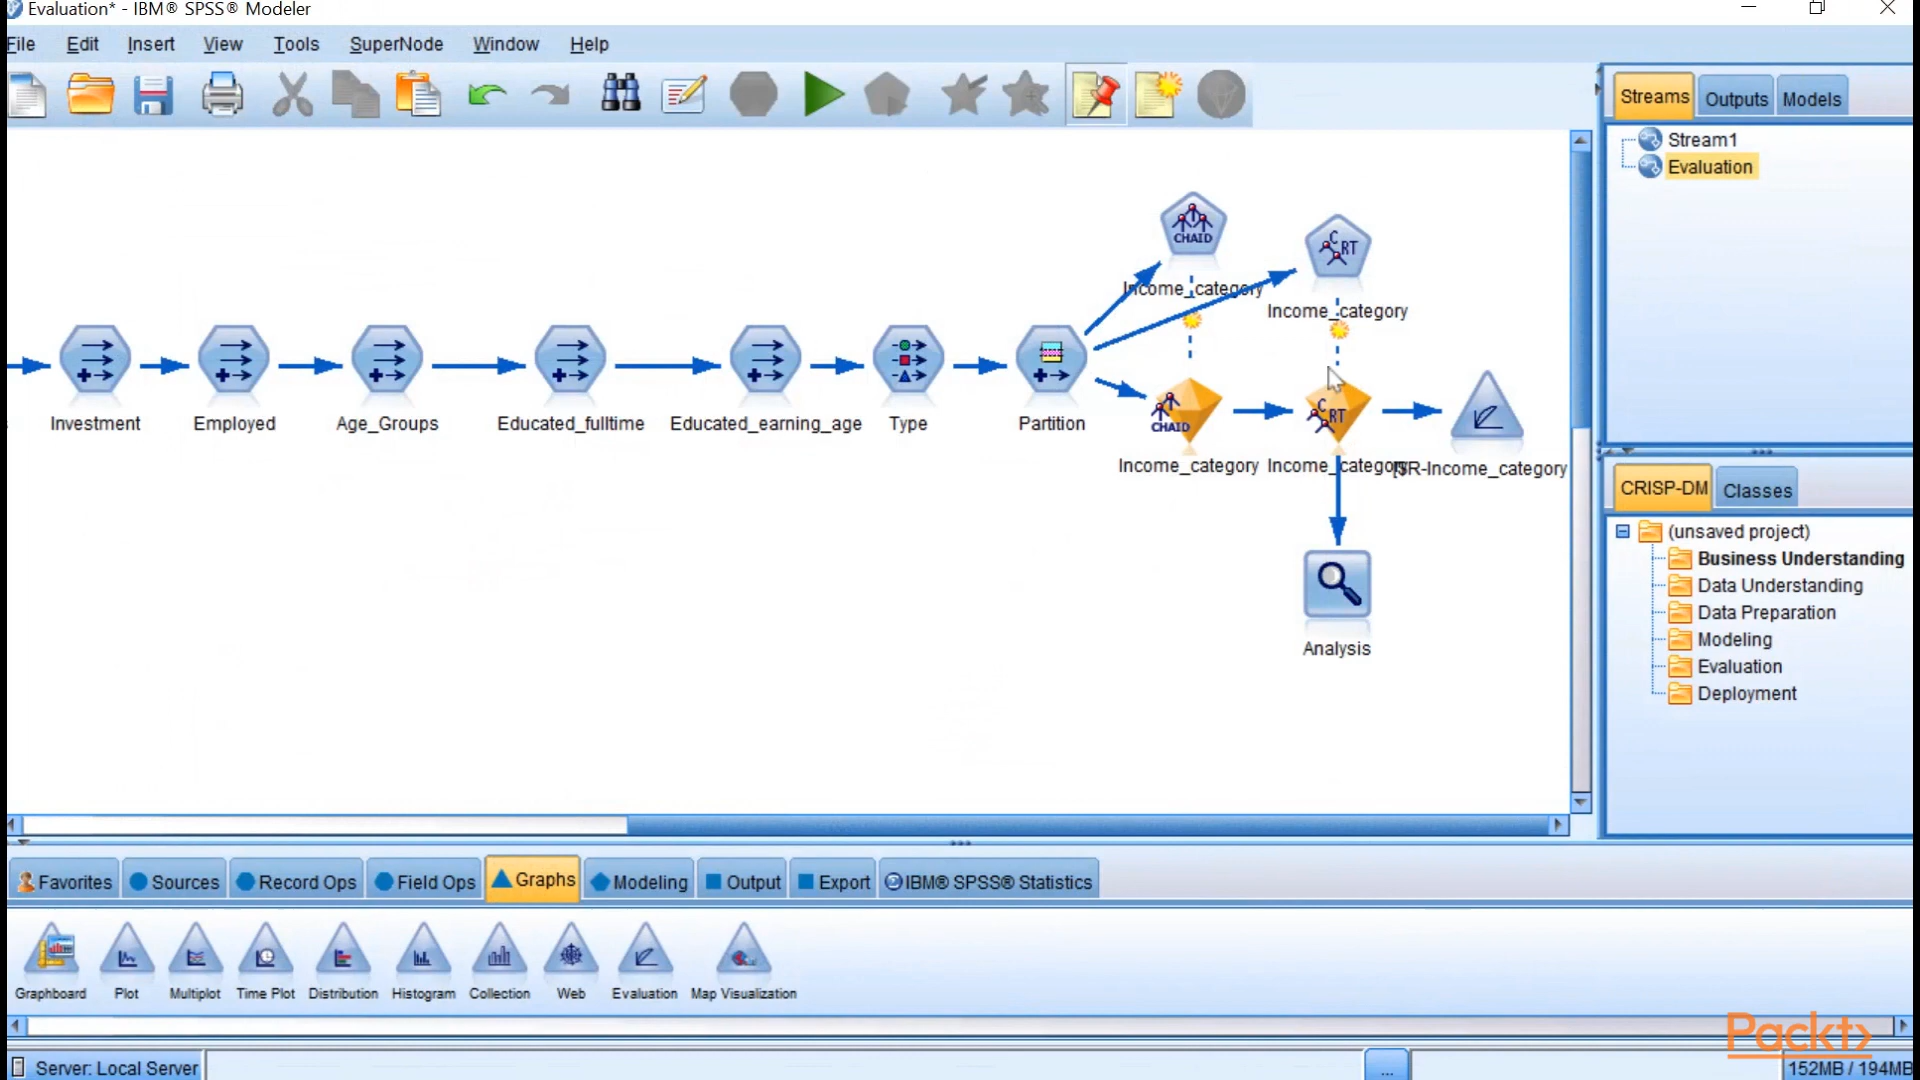 Evaluation* - IBM® SPSS® Modeler
File Edit Insert View Tools SuperNode Window Help
Streams Outputs Models
Stream1
Evaluation
CHAID
Income_category
C RT
Income_category
Investment
Employed
Age_Groups
Educated_fulltime
Educated_earning_age
Type
Partition
CHAID
Income_category
C RT
Income_category
[$R-Income_category
Analysis
CRISP-DM Classes
(unsaved project)
Business Understanding
Data Understanding
Data Preparation
Modeling
Evaluation
Deployment
Favorites Sources Record Ops Field Ops Graphs Modeling Output Export IBM® SPSS® Statistics
Graphboard Plot Multiplot Time Plot Distribution Histogram Collection Web Evaluation Map Visualization
Packt>
Server: Local Server ... 152MB / 194MB